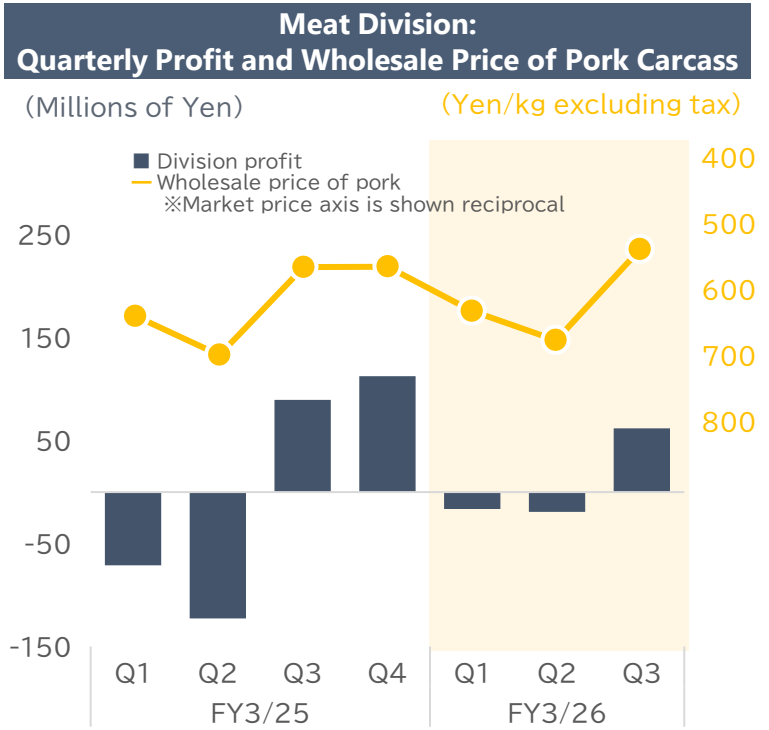 Meat Division:
Quarterly Profit and Wholesale Price of Pork Carcass
(Millions of Yen)
(Yen/kg excluding tax)
Division profit
Wholesale price of pork
※Market price axis is shown reciprocal
250
150
50
-50
-150
400
500
600
700
800
Q1 Q2 Q3 Q4 Q1 Q2 Q3
FY3/25 FY3/26